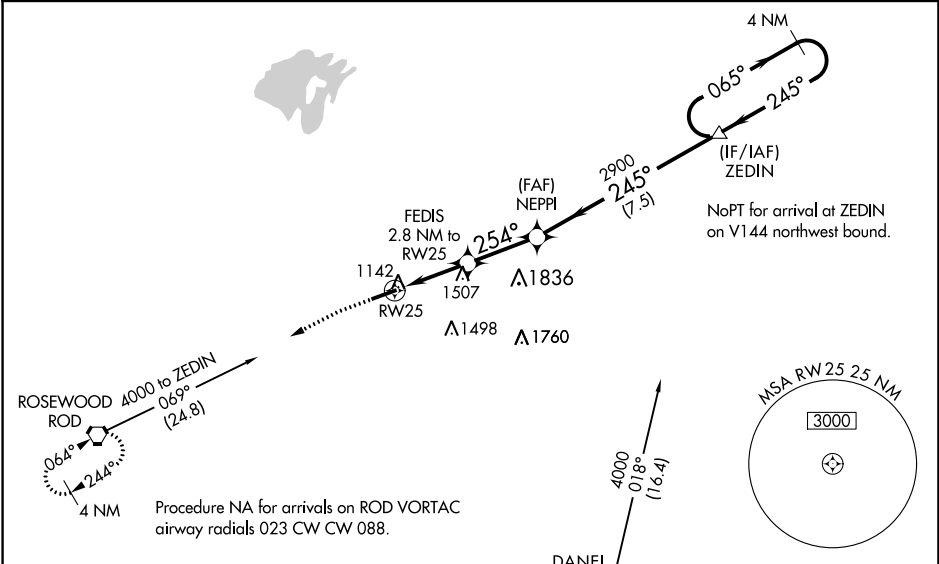 4 NM
065°
245°
(IF/IAF)
ZEDIN
2900
245°
(7.5)
(FAF)
NEPPI
NoPT for arrival at ZEDIN
on V144 northwest bound.
FEDIS
2.8 NM to
RW25
254°
1142
1507
1836
RW25
1498
1760
4000 to ZEDIN
069°
(24.8)
ROSEWOOD
ROD
064°
244°
4 NM
Procedure NA for arrivals on ROD VORTAC
airway radials 023 CW CW 088.
4000
018°
(16.4)
DANEI
MSA RW25 25 NM
3000